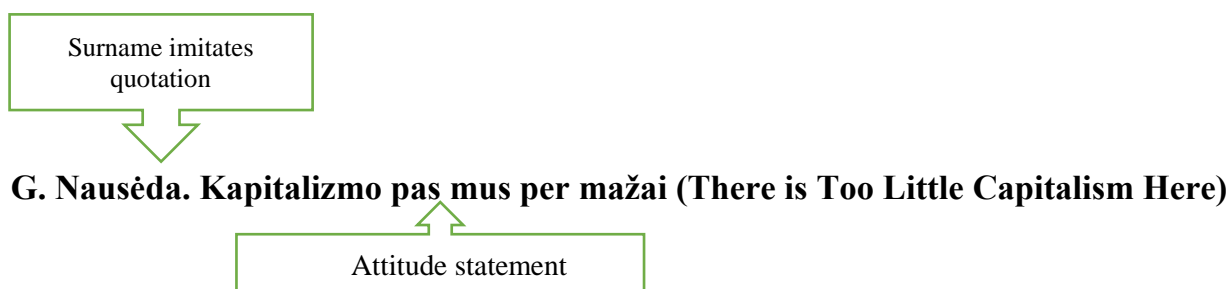 Surname imitates
quotation
G. Nausėda. Kapitalizmo pas mus per mažai (There is Too Little Capitalism Here)
Attitude statement